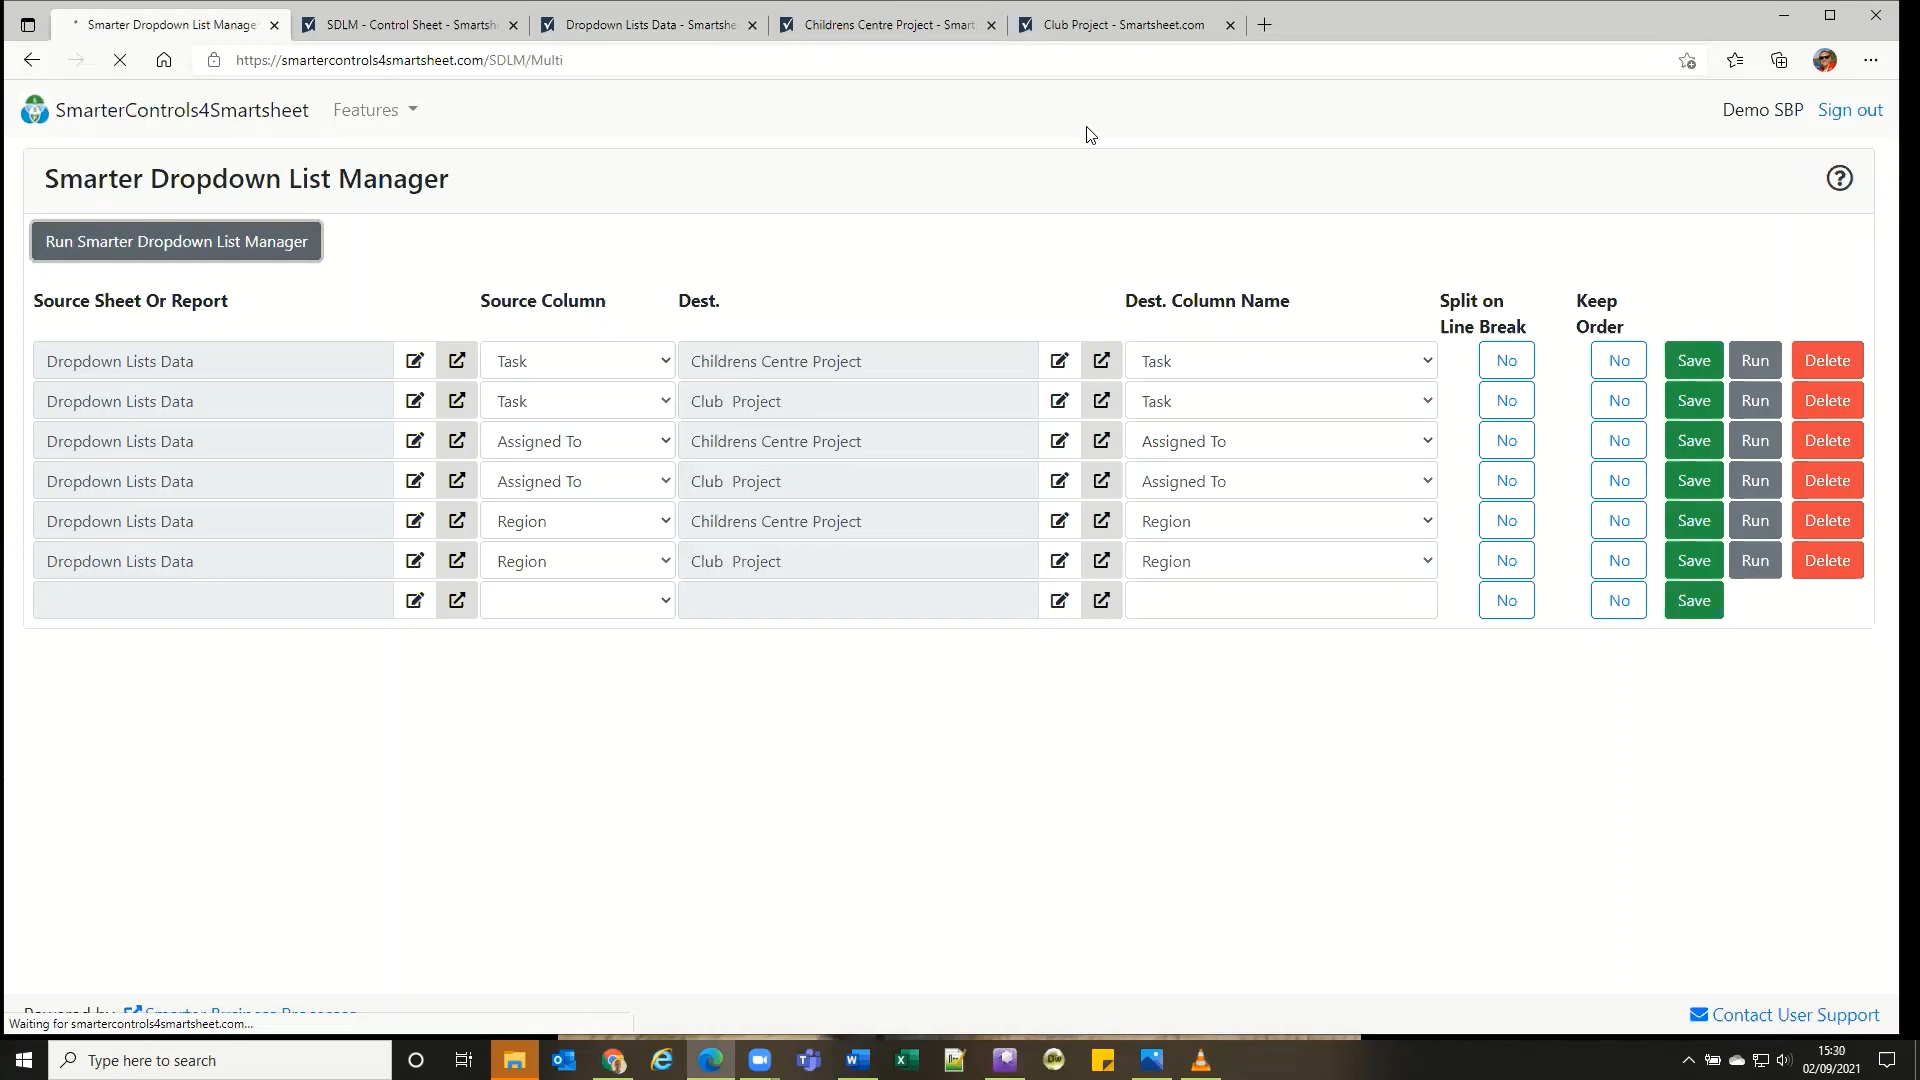 Smarter Dropdown List Manage
SDLM - Control Sheet - Smartsh
Dropdown Lists Data - Smartshe
Childrens Centre Project - Smart
Club Project - Smartsheet.com
https://smartercontrols4smartsheet.com/SDLM/Multi
SmarterControls4Smartsheet Features Demo SBP Sign out
Smarter Dropdown List Manager
Run Smarter Dropdown List Manager
Source Sheet Or Report Source Column Dest. Dest. Column Name Split on Line Break Keep Order
Dropdown Lists Data Task Childrens Centre Project Task No No Save Run Delete
Dropdown Lists Data Task Club Project Task No No Save Run Delete
Dropdown Lists Data Assigned To Childrens Centre Project Assigned To No No Save Run Delete
Dropdown Lists Data Assigned To Club Project Assigned To No No Save Run Delete
Dropdown Lists Data Region Childrens Centre Project Region No No Save Run Delete
Dropdown Lists Data Region Club Project Region No No Save Run Delete
No No Save
Powered by Smarter Business Processes
Contact User Support
Waiting for smartercontrols4smartsheet.com...
Type here to search
15:30
02/09/2021